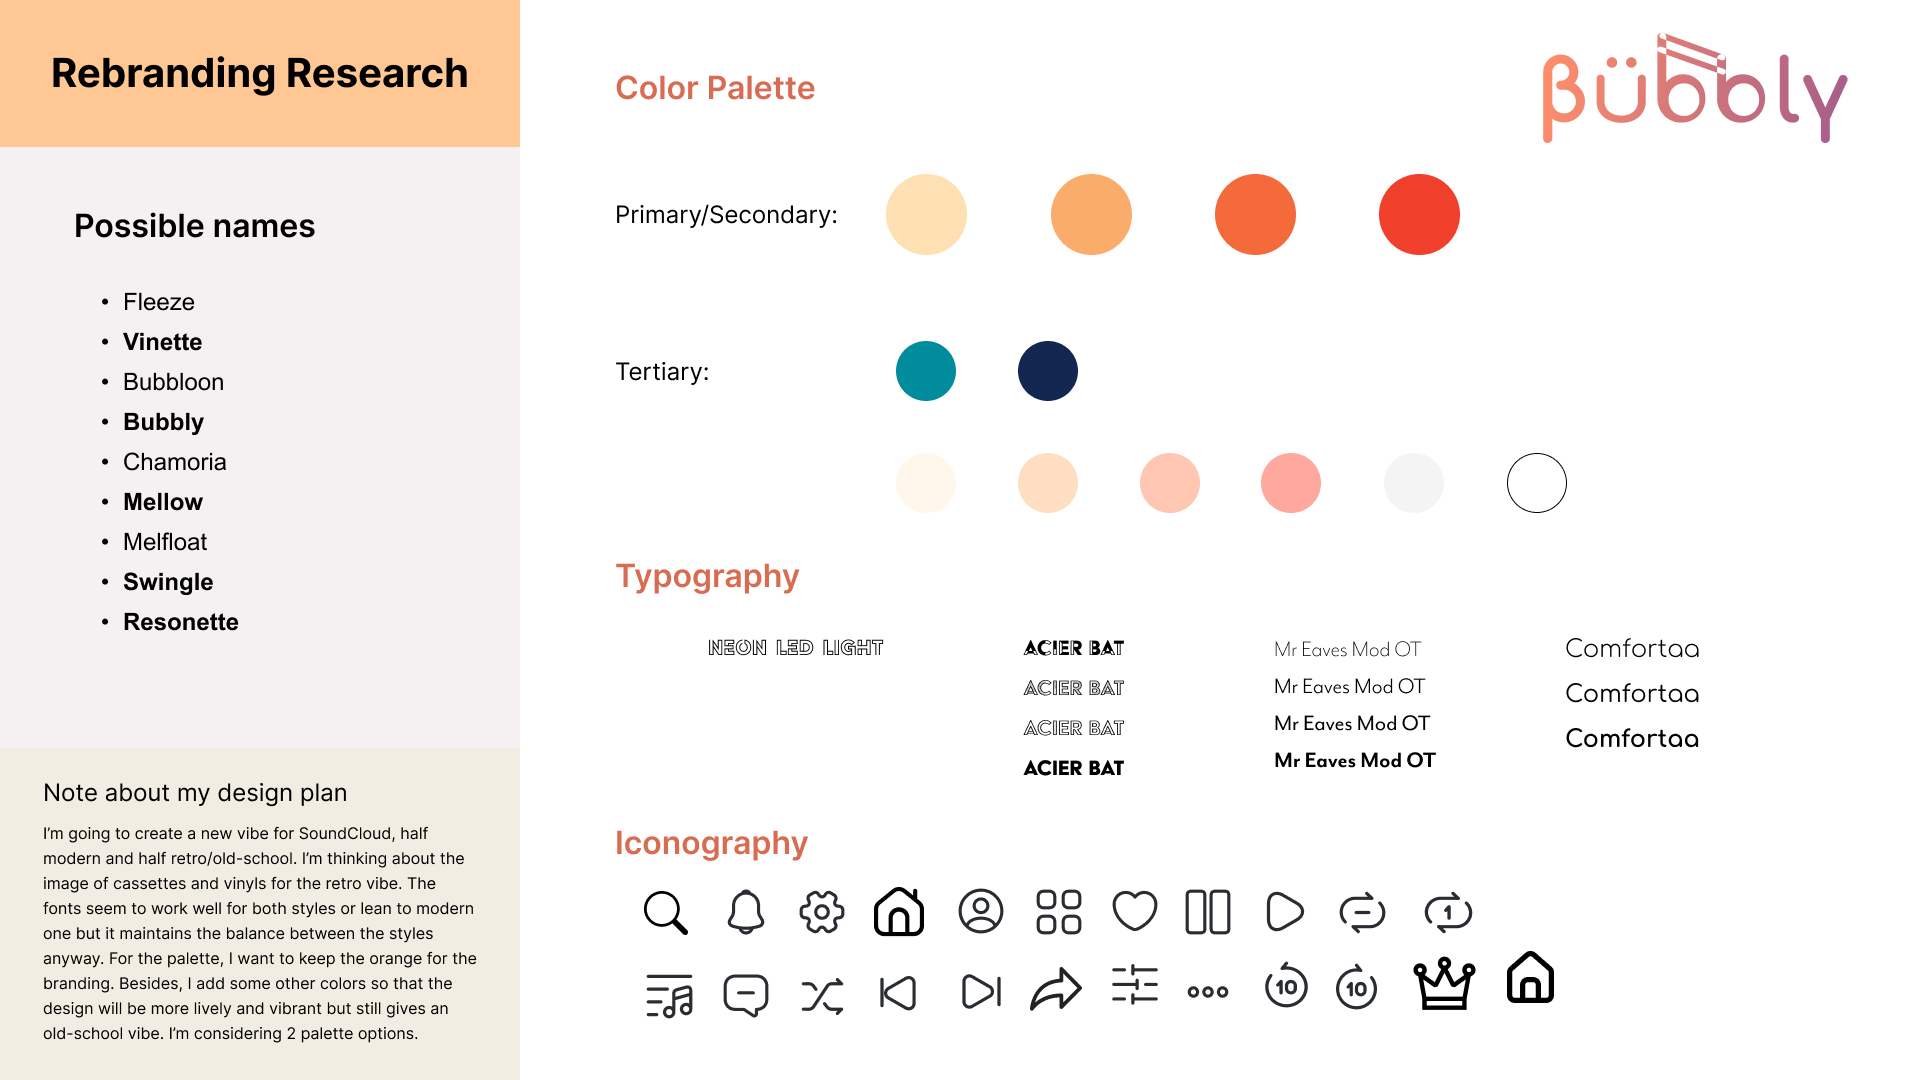 Rebranding Research
Possible names
• Fleeze
• Vinette
• Bubbloon
• Bubbly
• Chamoria
• Mellow
• Melfloat
• Swingle
• Resonette
Note about my design plan
I’m going to create a new vibe for SoundCloud, half
modern and half retro/old-school. I’m thinking about the
image of cassettes and vinyls for the retro vibe. The
fonts seem to work well for both styles or lean to modern
one but it maintains the balance between the styles
anyway. For the palette, I want to keep the orange for the
branding. Besides, I add some other colors so that the
design will be more lively and vibrant but still gives an
old-school vibe. I’m considering 2 palette options.
βübbly
Color Palette
Primary/Secondary:
Tertiary:
Typography
NEON LED LIGHT
ACIER BAT
ACIER BAT
ACIER BAT
ACIER BAT
Mr Eaves Mod OT
Mr Eaves Mod OT
Mr Eaves Mod OT
Mr Eaves Mod OT
Comfortaa
Comfortaa
Comfortaa
Iconography
1
10
10